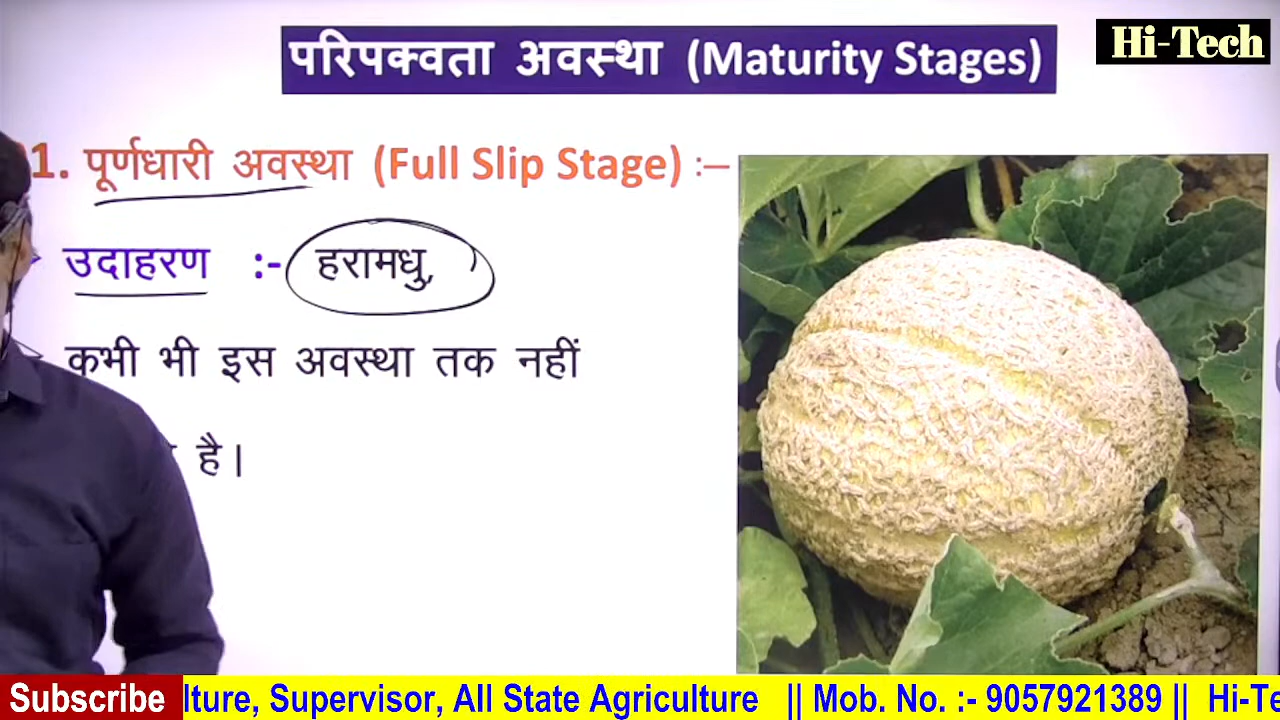 परिपक्वता अवस्था (Maturity Stages)
Hi-Tech
1. पूर्णधारी अवस्था (Full Slip Stage) :–
उदाहरण :- हरामधु,
कभी भी इस अवस्था तक नहीं
है।
Subscribe
lture, Supervisor, All State Agriculture || Mob. No. :- 9057921389 || Hi-Te